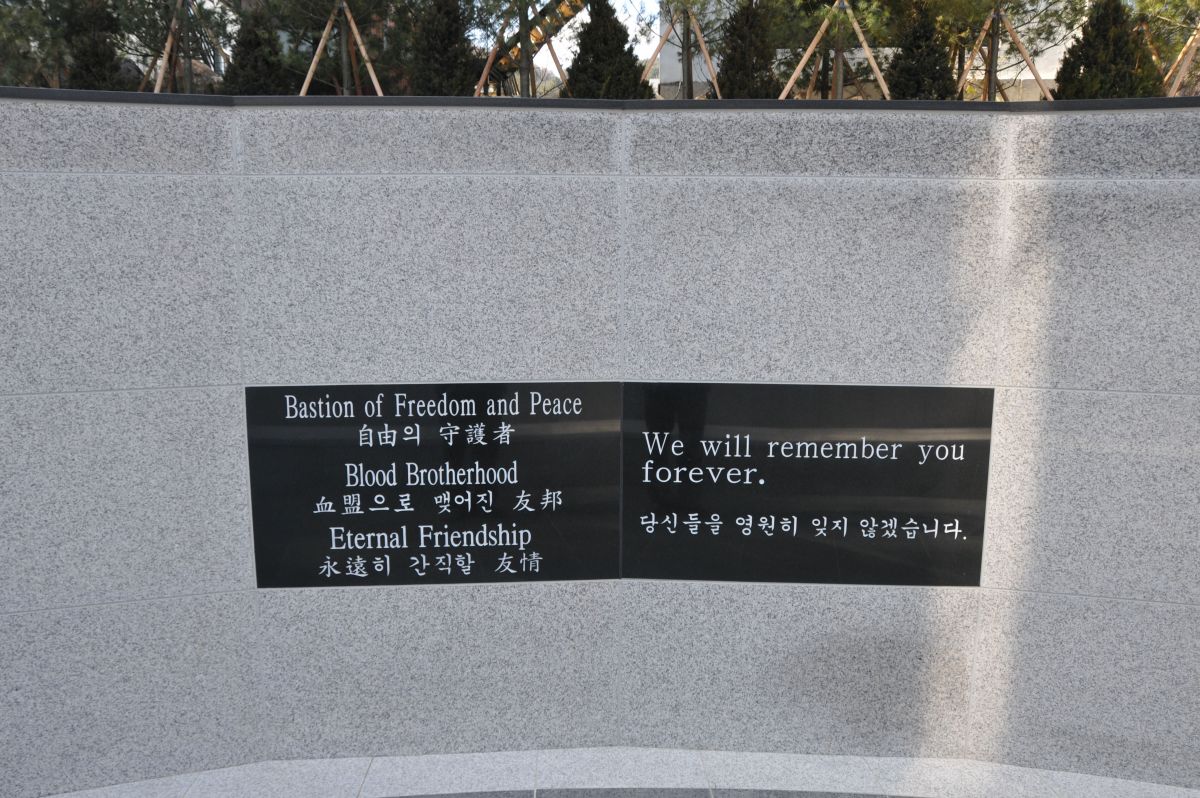 Bastion of Freedom and Peace
自由의 守護者
Blood Brotherhood
血盟으로 맺어진 友邦
Eternal Friendship
永遠히 간직할 友情
We will remember you
forever.
당신들을 영원히 잊지 않겠습니다.